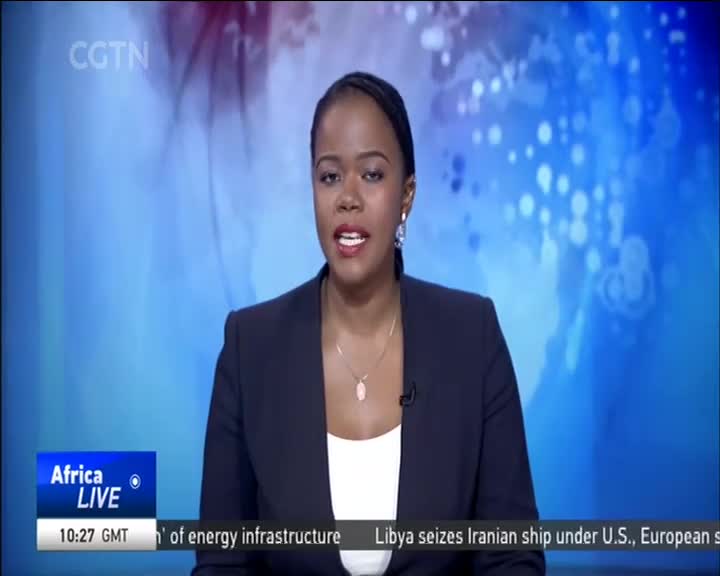 CGTN
Africa
LIVE
10:27 GMT
' of energy infrastructure Libya seizes Iranian ship under U.S., European s